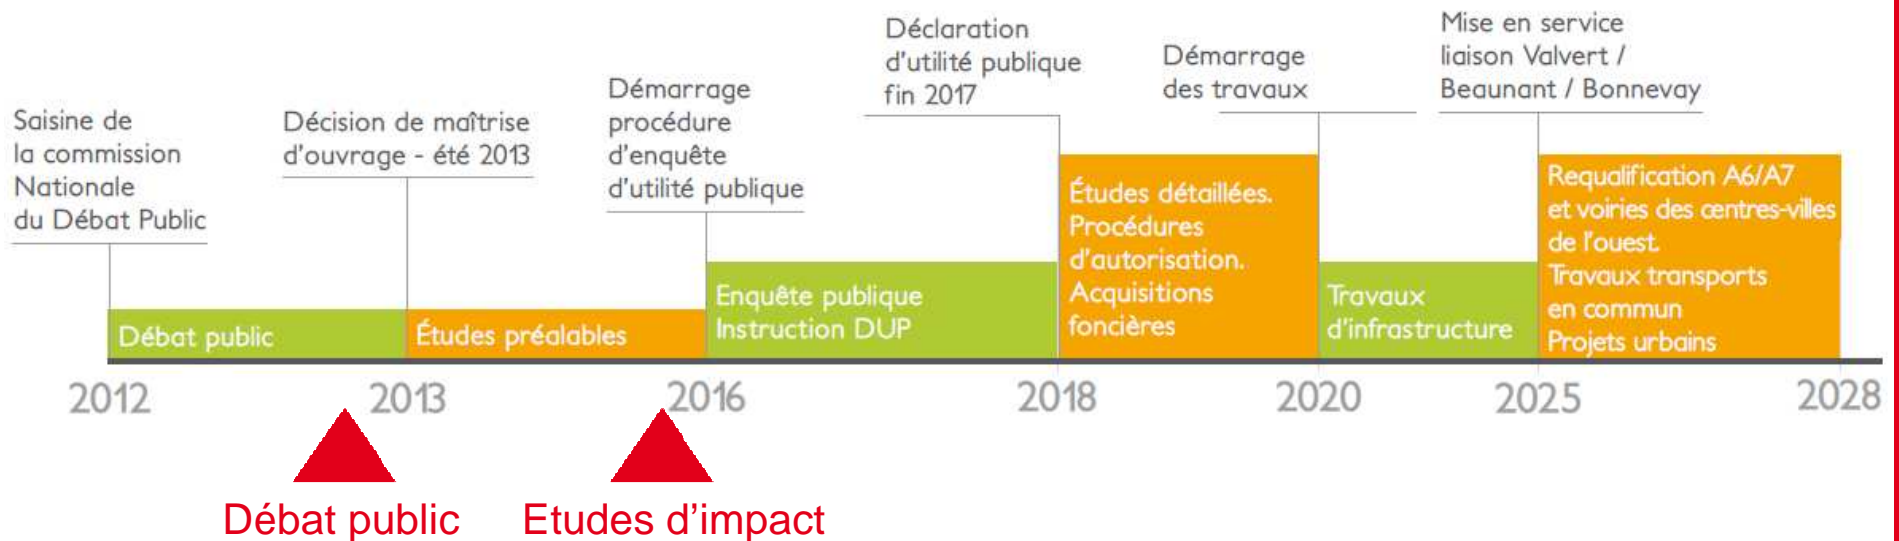 Saisine de
la commission
Nationale
du Débat Public
Décision de maîtrise
d'ouvrage - été 2013
Démarrage
procédure
d'enquête
d'utilité publique
Déclaration
d'utilité publique
fin 2017
Démarrage
des travaux
Mise en service
liaison Valvert /
Beaunant / Bonnevay
Débat public
Études préalables
Enquête publique
Instruction DUP
Études détaillées.
Procédures
d'autorisation.
Acquisitions
foncières
Travaux
d'infrastructure
Requalification A6/A7
et voiries des centres-villes
de l'ouest.
Travaux transports
en commun
Projets urbains
2012
2013
2016
2018
2020
2025
2028
Débat public
Etudes d'impact